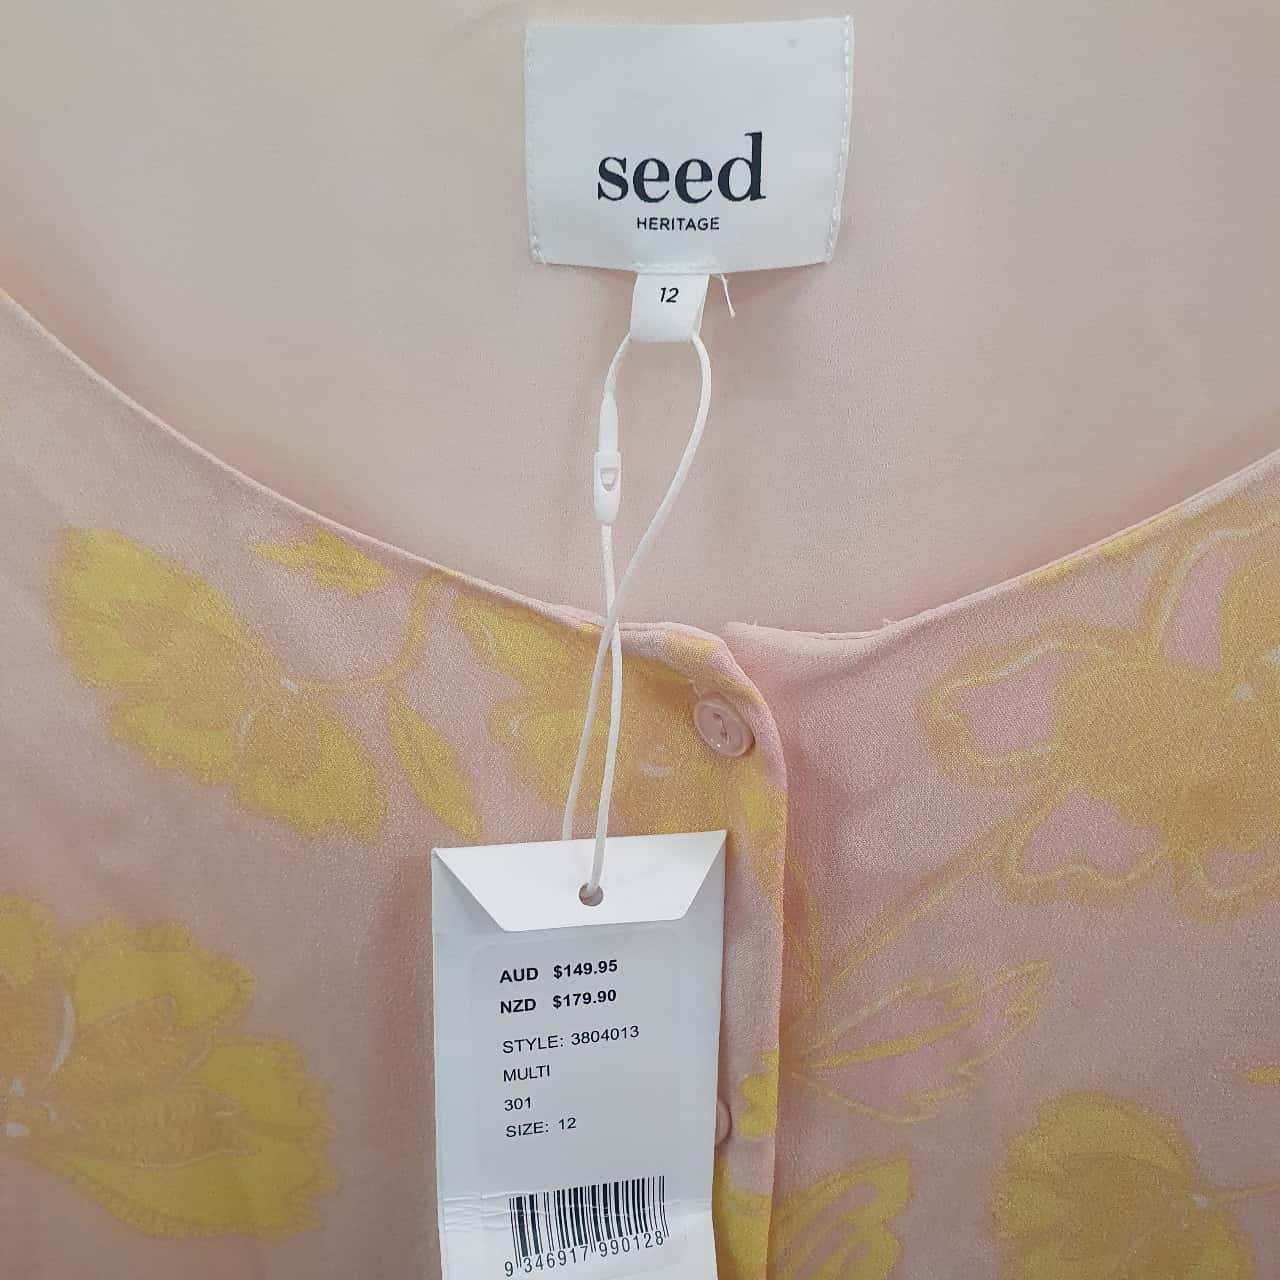 seed
HERITAGE
12
AUD $149.95
NZD $179.90
STYLE: 3804013
MULTI
301
SIZE: 12
9 346917 990128